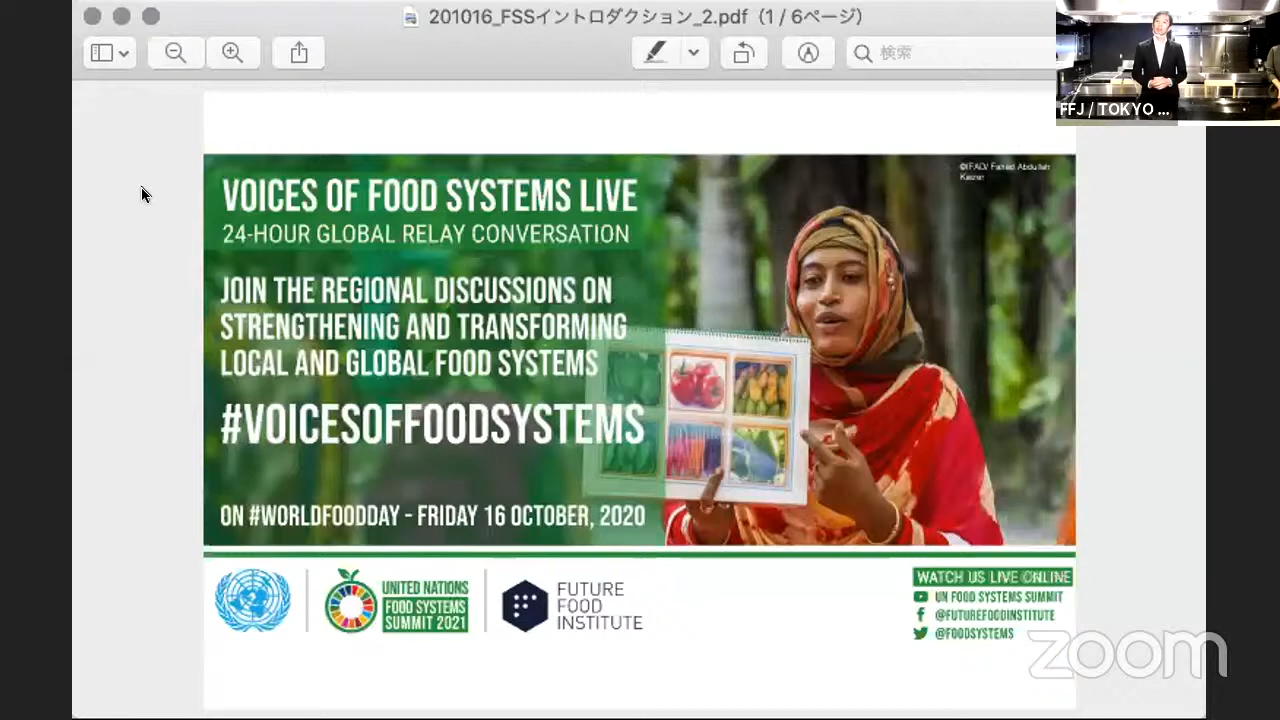 201016_FSSイントロダクション_2.pdf（1 / 6ページ）
検索
FFJ / TOKYO ...
©IFAD/ Fahad Abdullah
Kaizer
VOICES OF FOOD SYSTEMS LIVE
24-HOUR GLOBAL RELAY CONVERSATION
JOIN THE REGIONAL DISCUSSIONS ON
STRENGTHENING AND TRANSFORMING
LOCAL AND GLOBAL FOOD SYSTEMS
#VOICESOFFOODSYSTEMS
ON #WORLDFOODDAY - FRIDAY 16 OCTOBER, 2020
UNITED NATIONS
FOOD SYSTEMS
SUMMIT 2021
FUTURE
FOOD
INSTITUTE
WATCH US LIVE ONLINE
UN FOOD SYSTEMS SUMMIT
@FUTUREFOODINSTITUTE
@FOODSYSTEMS
zoom